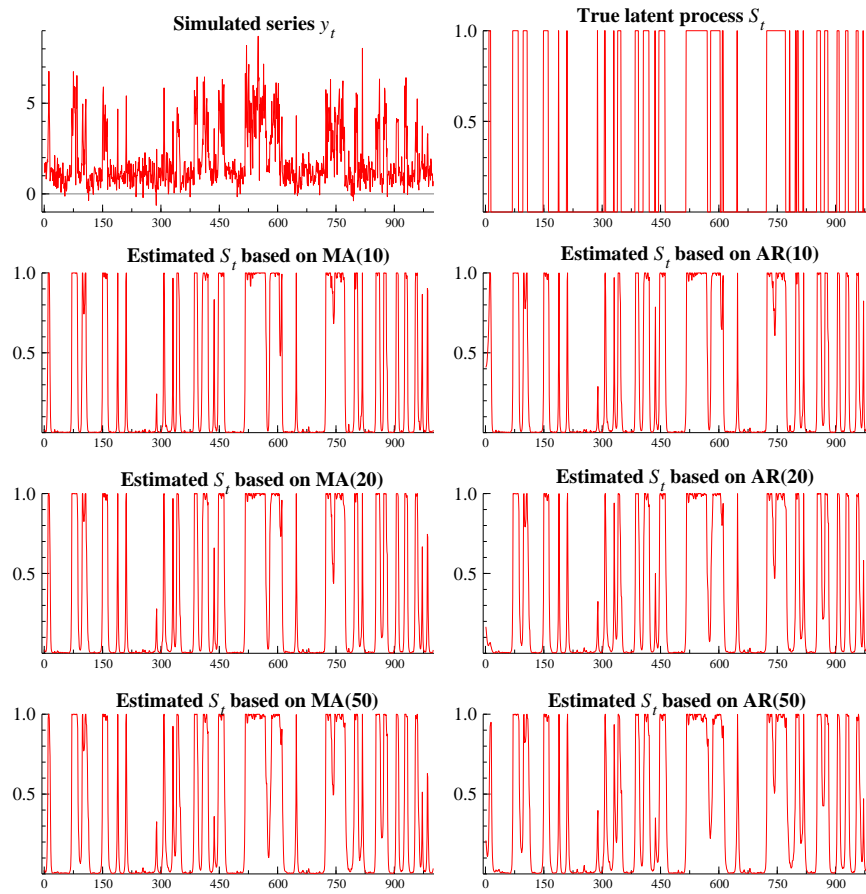 Simulated series y_t
5
0
0 150 300 450 600 750 900
True latent process S_t
1.0
0.5
0 150 300 450 600 750 900
Estimated S_t based on MA(10)
1.0
0.5
0 150 300 450 600 750 900
Estimated S_t based on AR(10)
1.0
0.5
0 150 300 450 600 750 900
Estimated S_t based on MA(20)
1.0
0.5
0 150 300 450 600 750 900
Estimated S_t based on AR(20)
1.0
0.5
0 150 300 450 600 750 900
Estimated S_t based on MA(50)
1.0
0.5
0 150 300 450 600 750 900
Estimated S_t based on AR(50)
1.0
0.5
0 150 300 450 600 750 900